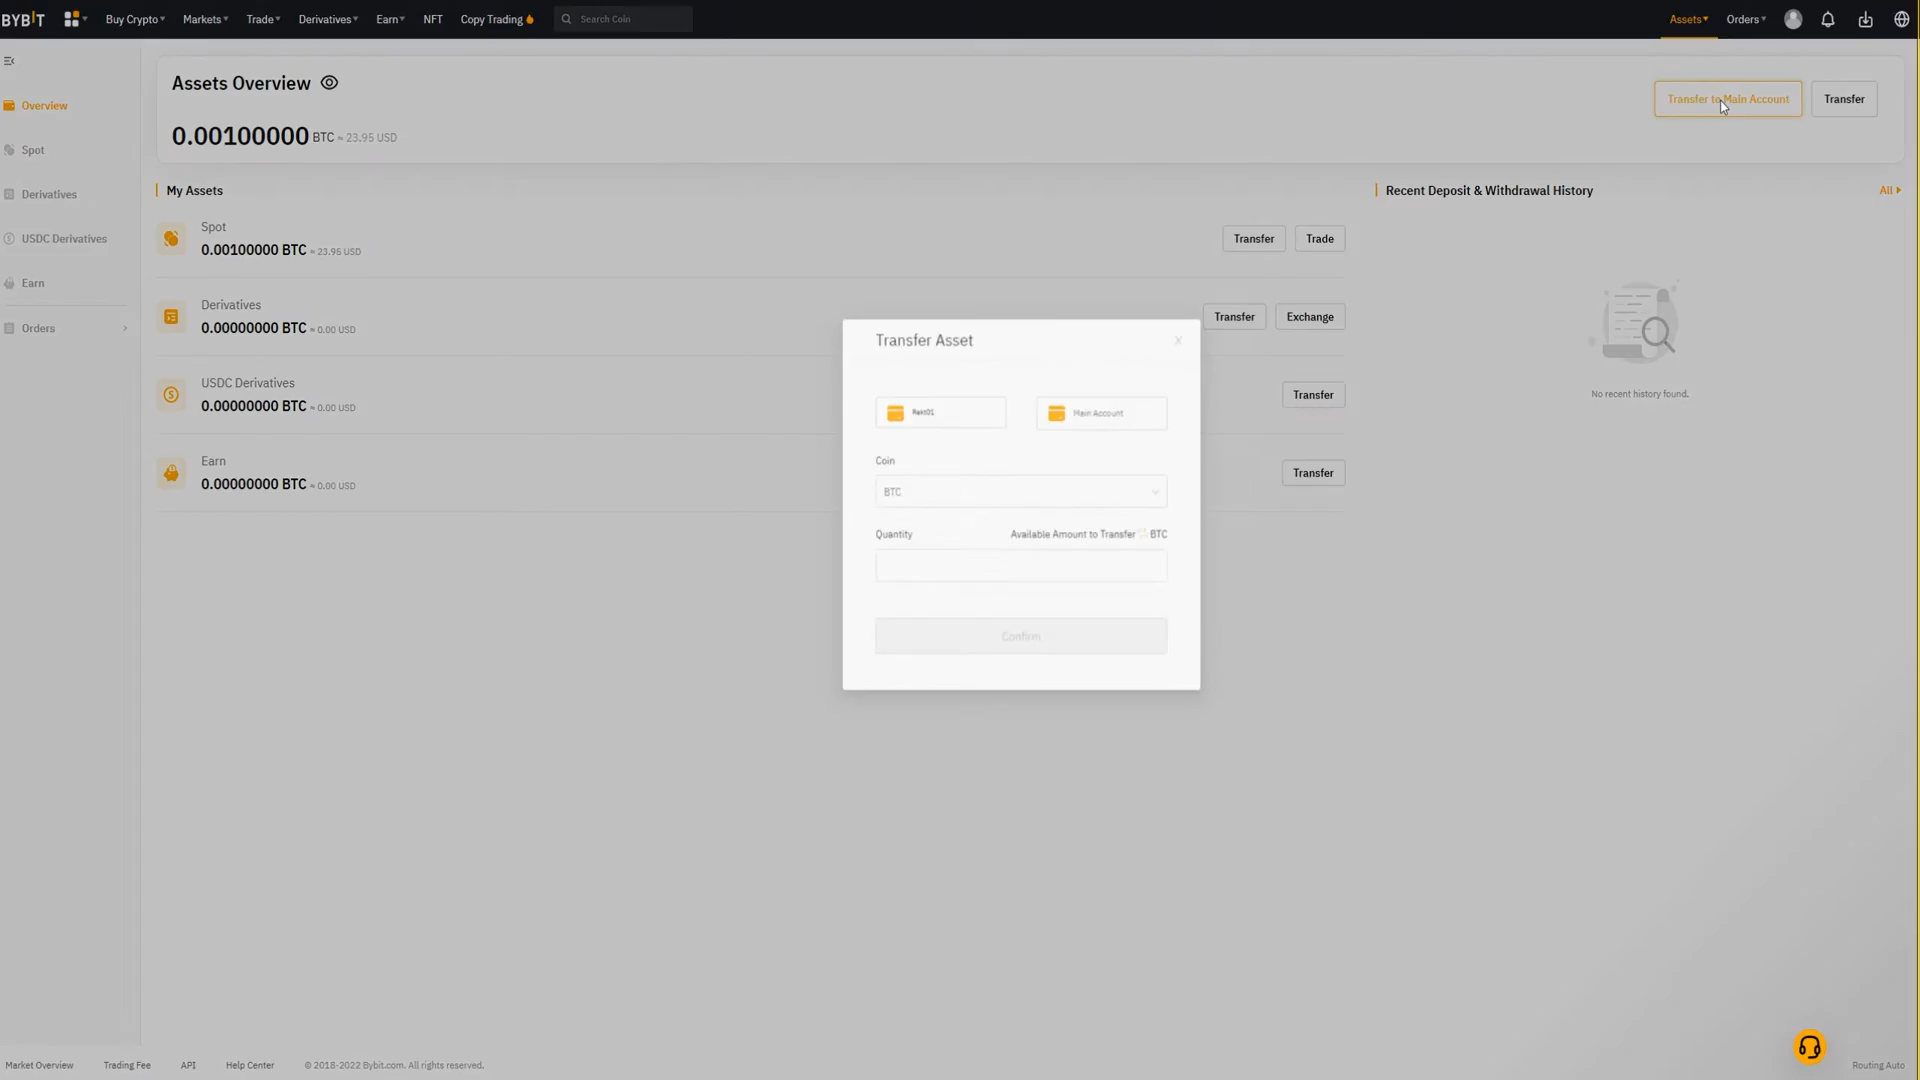 BYBIT
Buy Crypto Markets Trade Derivatives Earn NFT Copy Trading Search Coin Assets Orders
Overview
Spot
Derivatives
USDC Derivatives
Earn
Orders
Assets Overview
0.00100000 BTC ≈ 23.95 USD
Transfer to Main Account Transfer
My Assets
Spot
0.00100000 BTC ≈ 23.95 USD
Transfer Trade
Derivatives
0.00000000 BTC ≈ 0.00 USD
Transfer Exchange
USDC Derivatives
0.00000000 BTC ≈ 0.00 USD
Transfer
Earn
0.00000000 BTC ≈ 0.00 USD
Transfer
Recent Deposit & Withdrawal History All
No recent history found.
Transfer Asset X
Main Account
Coin
BTC
Quantity Available Amount to Transfer BTC
Confirm
Market Overview Trading Fee API Help Center © 2018-2022 Bybit.com. All rights reserved. Routing Auto